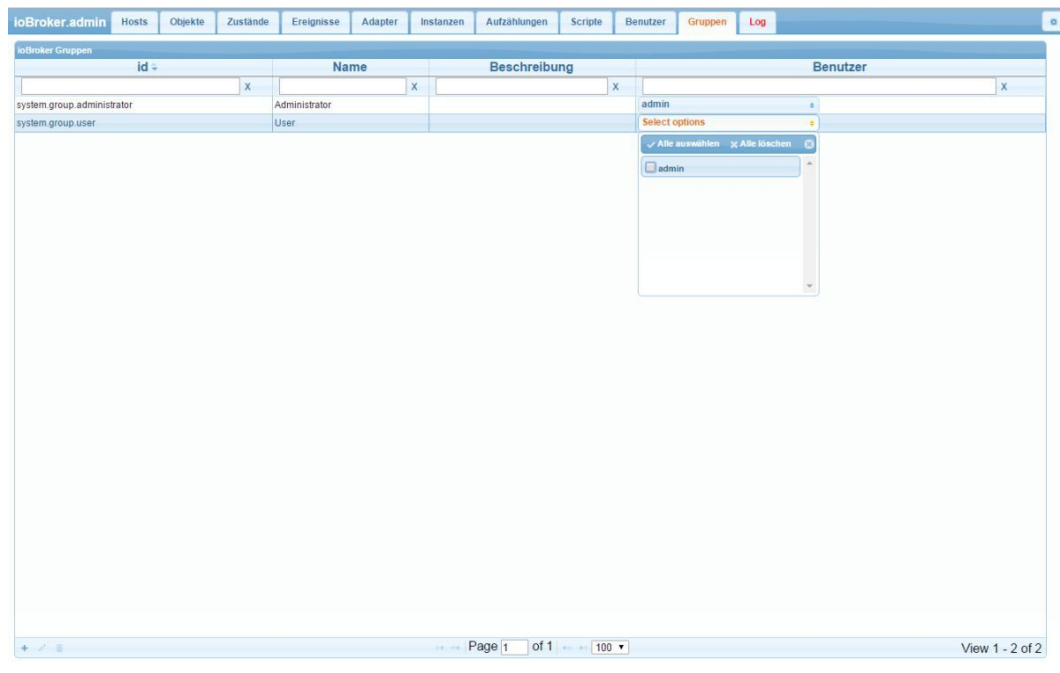 ioBroker.admin Hosts Objekte Zustände Ereignisse Adapter Instanzen Aufzählungen Scripte Benutzer Gruppen Log
ioBroker Gruppen
id Name Beschreibung Benutzer
X X X X
system.group.administrator Administrator admin
system.group.user User Select options
Alle auswählen Alle löschen
admin
Page 1 of 1 100 View 1 - 2 of 2